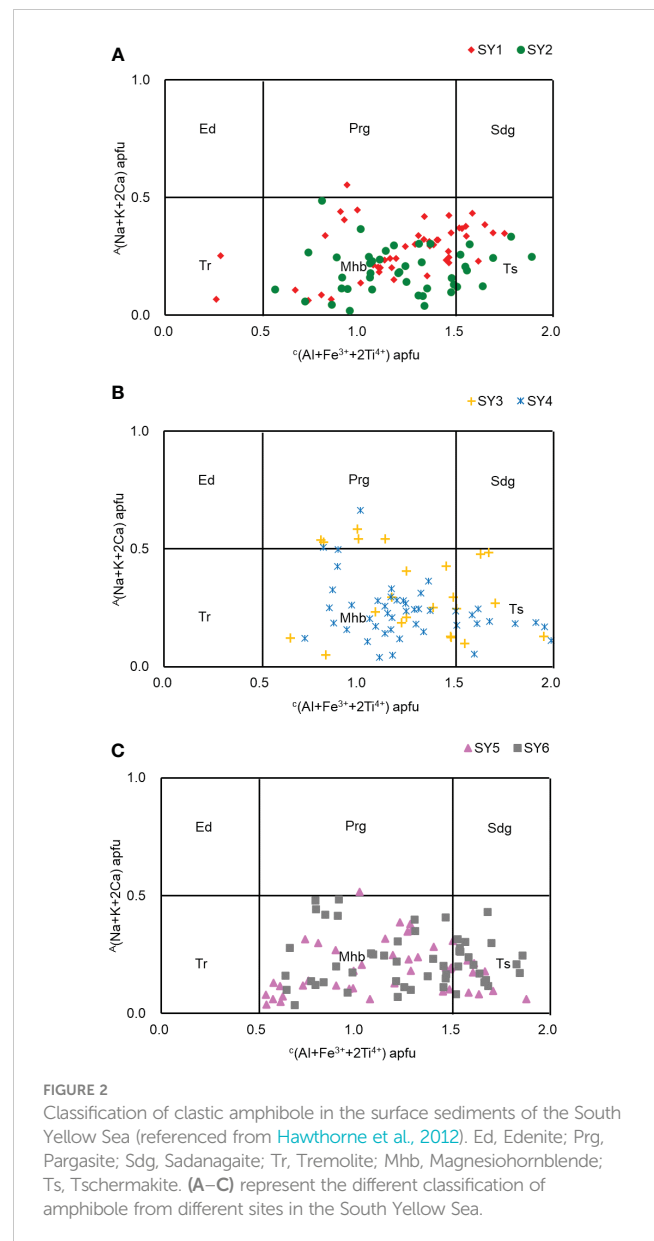 A
SY1 SY2
1.0
Ed Prg Sdg
0.5
Tr Mhb Ts
0.0
0.0 0.5 1.0 1.5 2.0
ᴬ(Na+K+2Ca) apfu
ᶜ(Al+Fe³⁺+2Ti⁴⁺) apfu
B
SY3 SY4
1.0
Ed Prg Sdg
0.5
Tr Mhb Ts
0.0
0.0 0.5 1.0 1.5 2.0
ᴬ(Na+K+2Ca) apfu
ᶜ(Al+Fe³⁺+2Ti⁴⁺) apfu
C
SY5 SY6
1.0
Ed Prg Sdg
0.5
Tr Mhb Ts
0.0
0.0 0.5 1.0 1.5 2.0
ᴬ(Na+K+2Ca) apfu
ᶜ(Al+Fe³⁺+2Ti⁴⁺) apfu
FIGURE 2
Classification of clastic amphibole in the surface sediments of the South
Yellow Sea (referenced from Hawthorne et al., 2012). Ed, Edenite; Prg,
Pargasite; Sdg, Sadanagaite; Tr, Tremolite; Mhb, Magnesiohornblende;
Ts, Tschermakite. (A–C) represent the different classification of
amphibole from different sites in the South Yellow Sea.